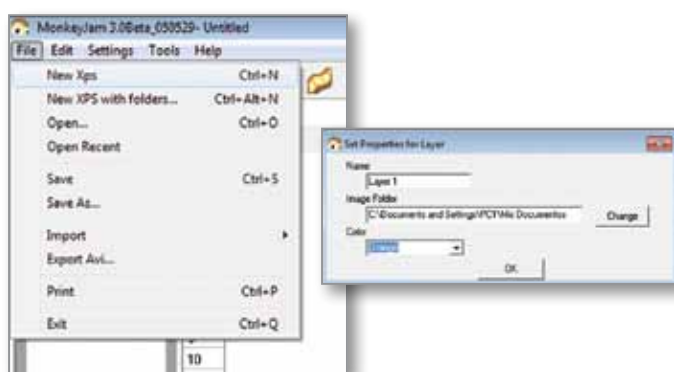 MonkeyJam 3.0Beta_050529- Untitled
File Edit Settings Tools Help
New Xps Ctrl+N
New XPS with folders... Ctrl+Alt+N
Open... Ctrl+O
Open Recent
Save Ctrl+S
Save As...
Import
Export Avi...
Print Ctrl+P
Exit Ctrl+Q
10
Set Properties for Layer
Name
Layer 1
Image Folder
C:\Documents and Settings\PCT\Mis Documentos Change
Color
Orange
OK